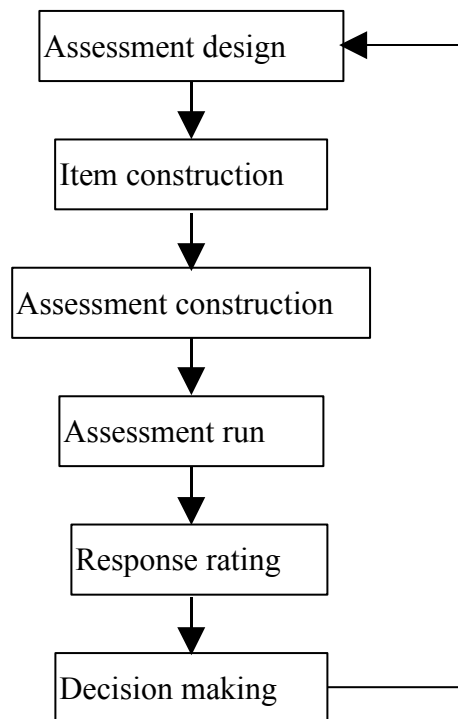 Assessment design
Item construction
Assessment construction
Assessment run
Response rating
Decision making